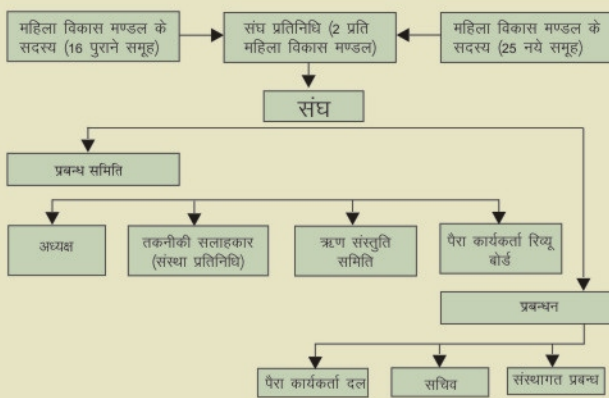 महिला विकास मण्डल के
सदस्य (16 पुराने समूह)
संघ प्रतिनिधि (2 प्रति
महिला विकास मण्डल)
महिला विकास मण्डल के
सदस्य (25 नये समूह)
संघ
प्रबन्ध समिति
अध्यक्ष
तकनीकी सलाहकार
(संस्था प्रतिनिधि)
ऋण संस्तुति
समिति
पैरा कार्यकर्ता रिव्यू
बोर्ड
प्रबन्धन
पैरा कार्यकर्ता दल
सचिव
संस्थागत प्रबन्ध